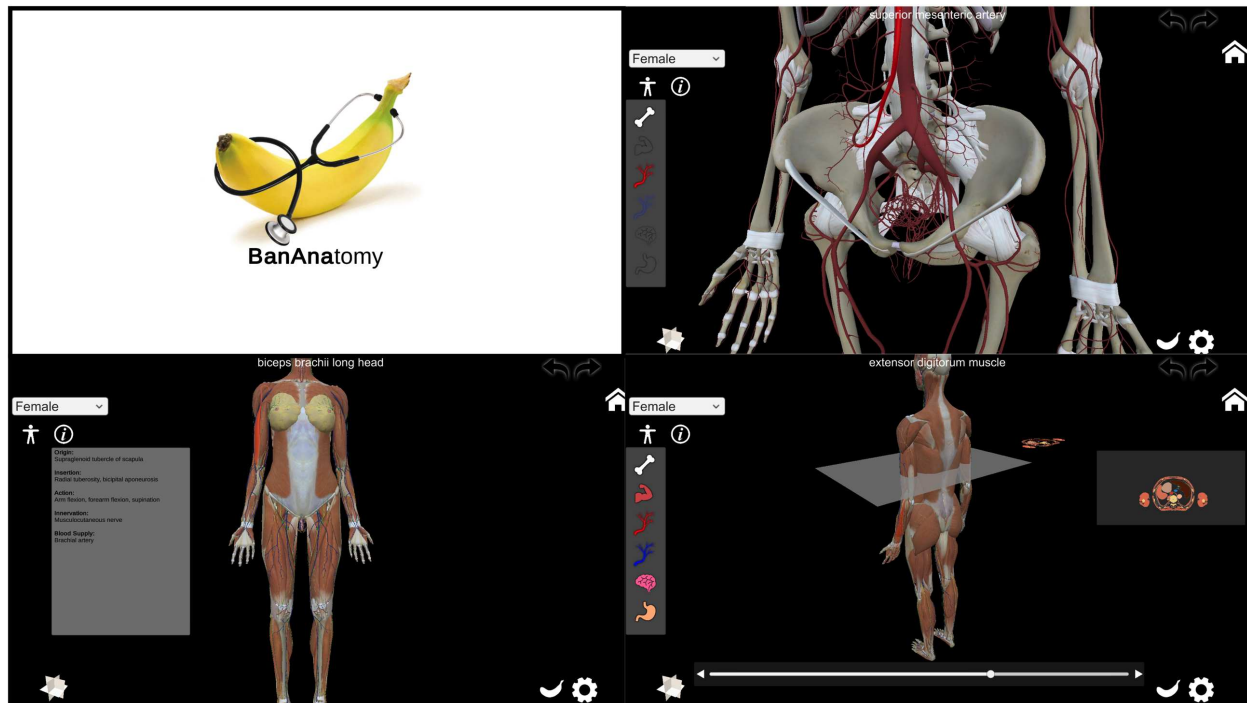 BanAnatomy
superior mesenteric artery
Female
biceps brachii long head
Female
Origin:
Supraglenoid tubercle of scapula
Insertion:
Radial tuberosity, bicipital aponeurosis
Action:
Arm flexion, forearm flexion, supination
Innervation:
Musculocutaneous nerve
Blood Supply:
Brachial artery
extensor digitorum muscle
Female